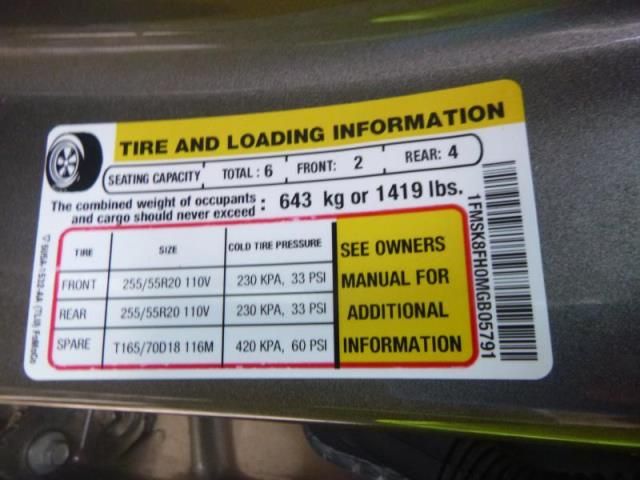 TIRE AND LOADING INFORMATION
SEATING CAPACITY TOTAL : 6 FRONT: 2 REAR: 4
The combined weight of occupants and cargo should never exceed : 643 kg or 1419 lbs.
TIRE SIZE COLD TIRE PRESSURE
FRONT 255/55R20 110V 230 KPA, 33 PSI
REAR 255/55R20 110V 230 KPA, 33 PSI
SPARE T165/70D18 116M 420 KPA, 60 PSI
SEE OWNERS
MANUAL FOR
ADDITIONAL
INFORMATION
1FMSK8FH0MGB05791